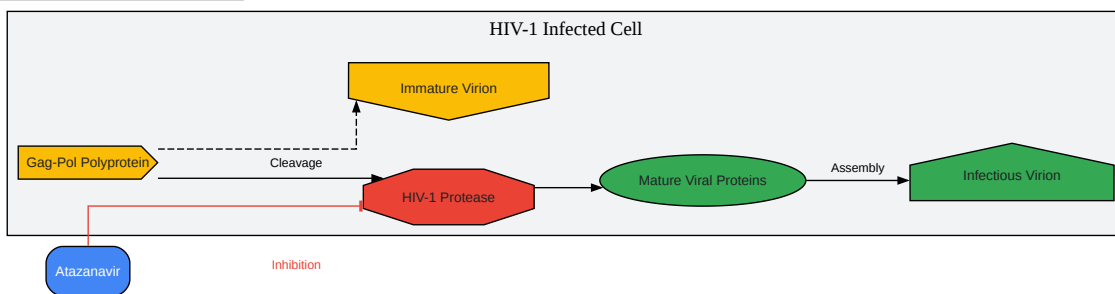 HIV-1 Infected Cell
Immature Virion
Gag-Pol Polyprotein
Cleavage
HIV-1 Protease
Mature Viral Proteins
Assembly
Infectious Virion
Atazanavir
Inhibition